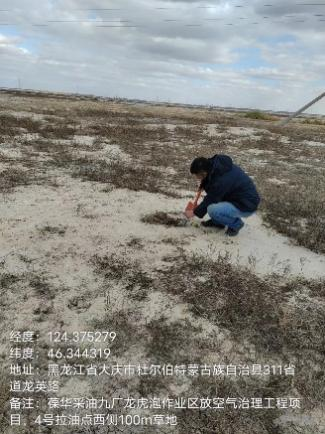 经度：124.375279
纬度：46.344319
地址：黑龙江省大庆市杜尔伯特蒙古族自治县311省
道龙英塔
备注：葆华采油九厂龙虎泡作业区放空气治理工程项
目，4号拉油点西侧100m草地